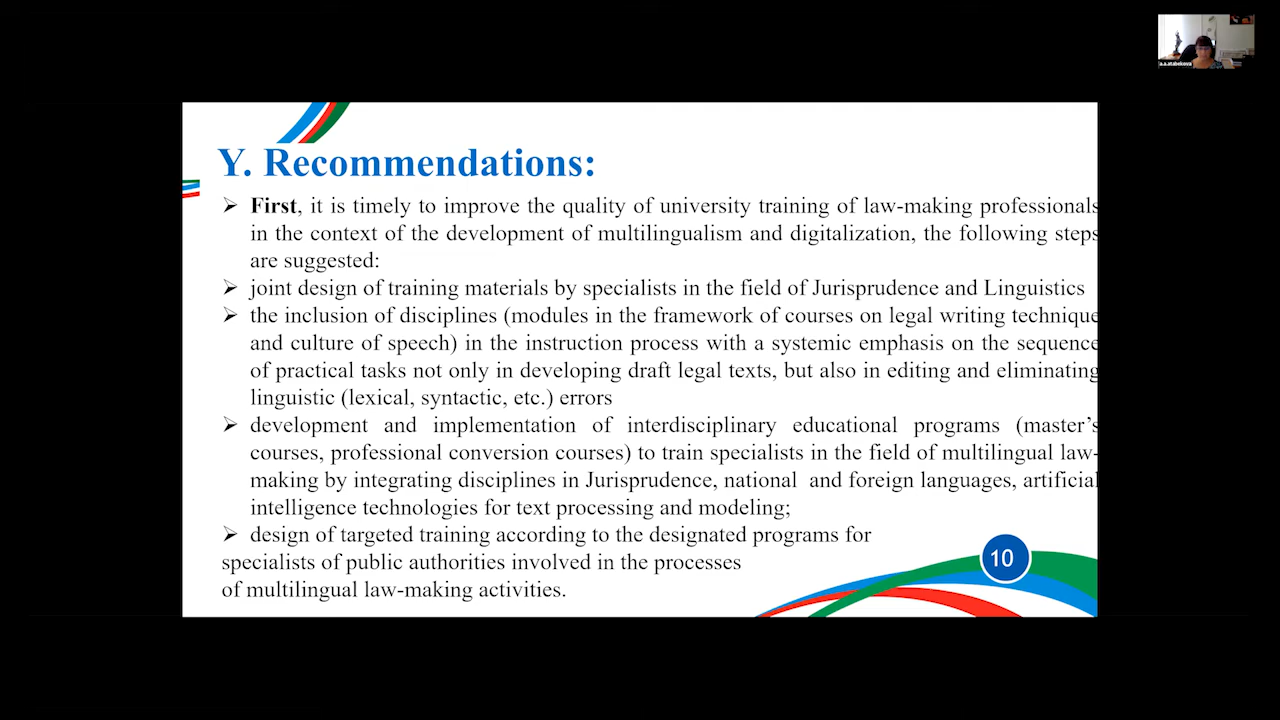 a.a.atabekova
Y. Recommendations:
➢ First, it is timely to improve the quality of university training of law-making professionals
in the context of the development of multilingualism and digitalization, the following steps
are suggested:
➢ joint design of training materials by specialists in the field of Jurisprudence and Linguistics
➢ the inclusion of disciplines (modules in the framework of courses on legal writing technique
and culture of speech) in the instruction process with a systemic emphasis on the sequence
of practical tasks not only in developing draft legal texts, but also in editing and eliminating
linguistic (lexical, syntactic, etc.) errors
➢ development and implementation of interdisciplinary educational programs (master's
courses, professional conversion courses) to train specialists in the field of multilingual law-
making by integrating disciplines in Jurisprudence, national and foreign languages, artificial
intelligence technologies for text processing and modeling;
➢ design of targeted training according to the designated programs for
specialists of public authorities involved in the processes
of multilingual law-making activities.
10